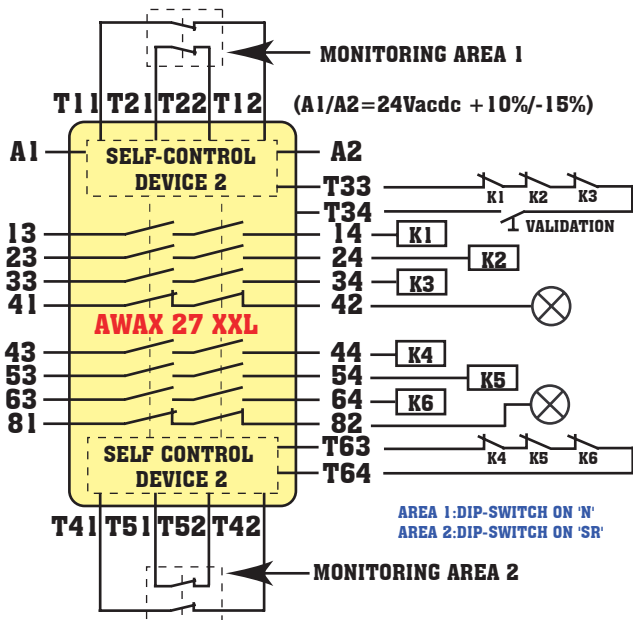 MONITORING AREA 1
T11 T21 T22 T12 (A1/A2=24Vacdc +10%/-15%)
A1 SELF-CONTROL A2
DEVICE 2
T33
K1 K2 K3
T34
VALIDATION
13 14 K1
23 24 K2
33 34 K3
41 42
AWAX 27 XXL
43 44 K4
53 54 K5
63 64 K6
81 82
SELF CONTROL T63
DEVICE 2 K4 K5 K6
T64
T41 T51 T52 T42
AREA 1:DIP-SWITCH ON 'N'
AREA 2:DIP-SWITCH ON 'SR'
MONITORING AREA 2